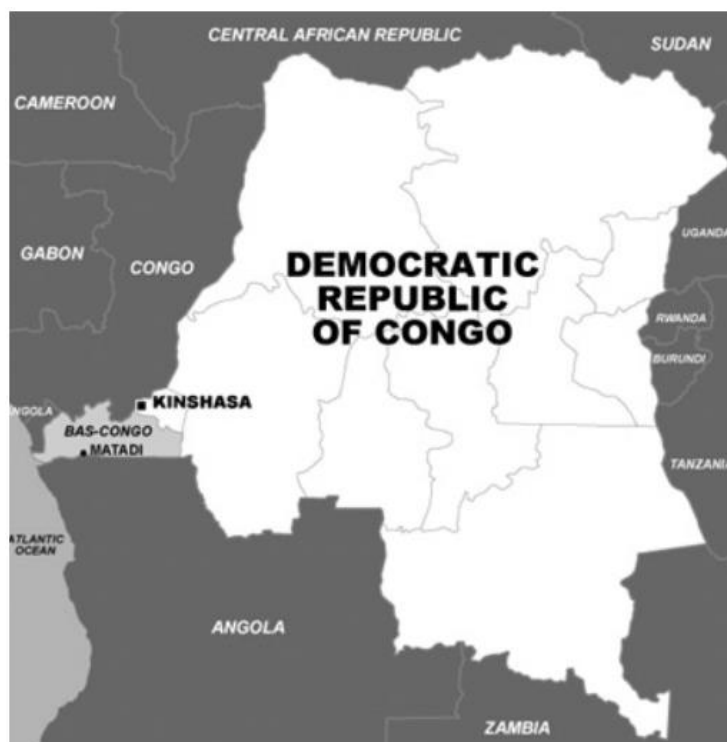 CENTRAL AFRICAN REPUBLIC
SUDAN
CAMEROON
GABON
CONGO
UGANDA
DEMOCRATIC
REPUBLIC
OF CONGO
RWANDA
BURUNDI
KINSHASA
NGOLA
BAS-CONGO
MATADI
TANZANIA
ATLANTIC
OCEAN
ANGOLA
ZAMBIA